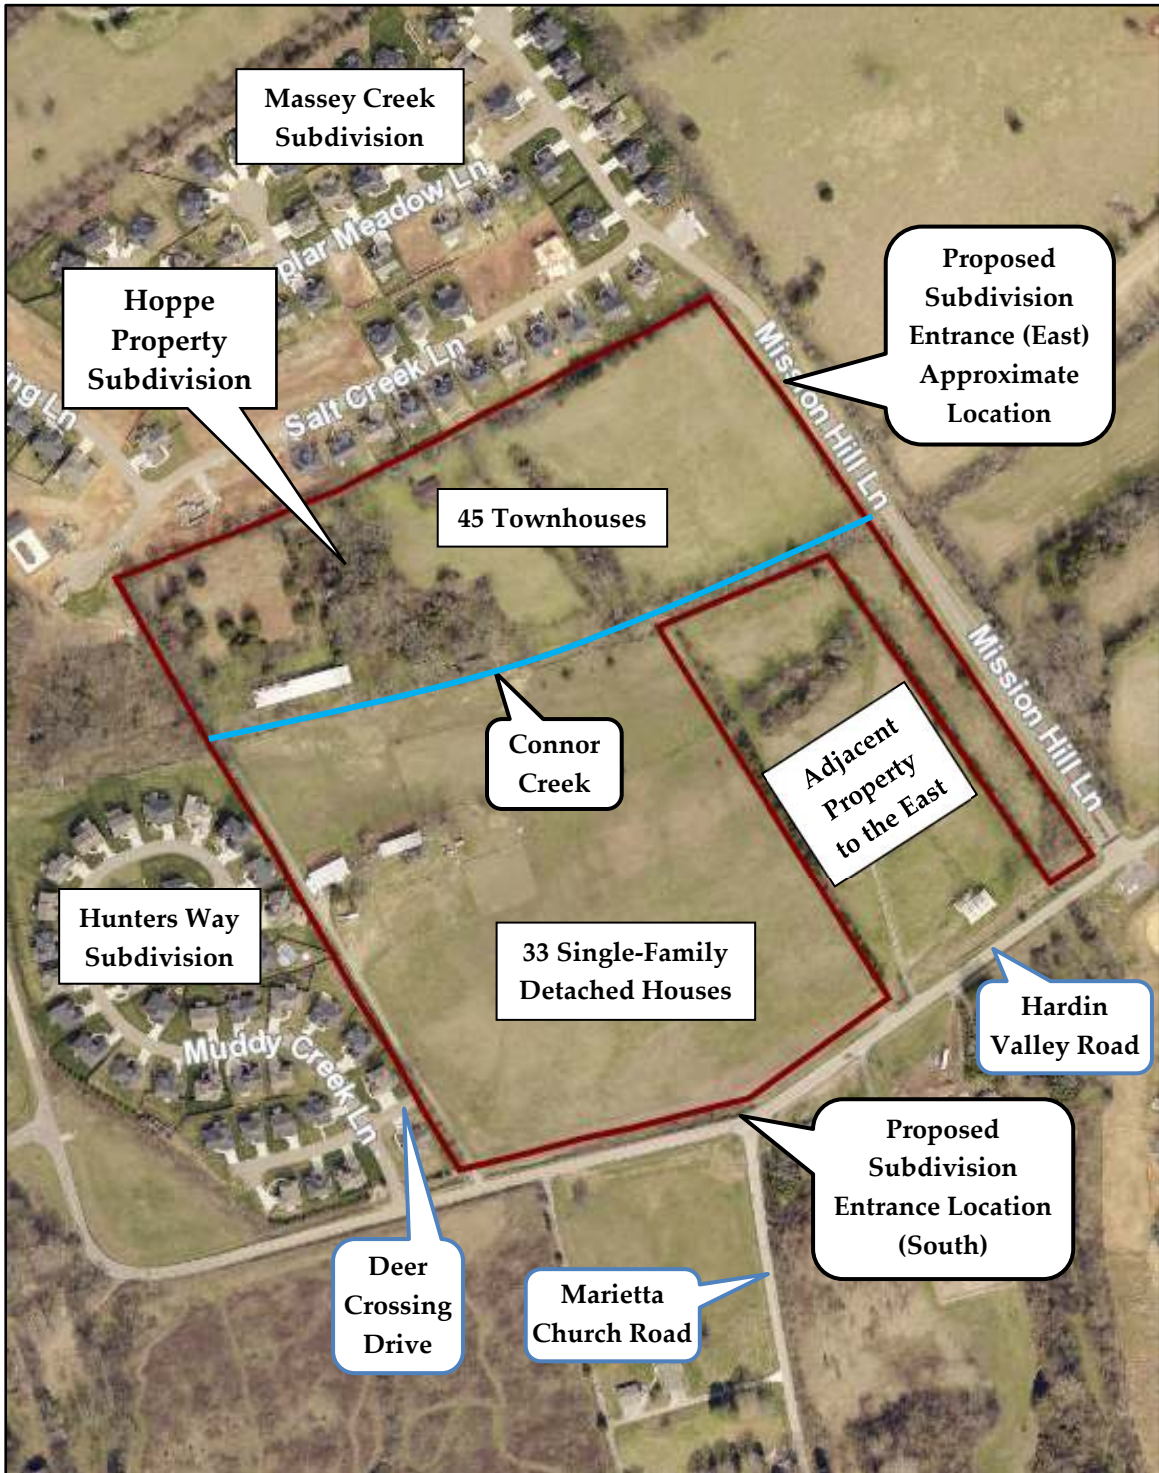 Massey Creek
Subdivision
plar Meadow Ln
Proposed
Subdivision
Entrance (East)
Approximate
Location
Hoppe
Property
Subdivision
ng Ln
Salt Creek Ln
Mission Hill Ln
45 Townhouses
Mission Hill Ln
Connor
Creek
Adjacent
Property
to the East
Hunters Way
Subdivision
33 Single-Family
Detached Houses
Hardin
Valley Road
Muddy Creek Ln
Proposed
Subdivision
Entrance Location
(South)
Deer
Crossing
Drive
Marietta
Church Road